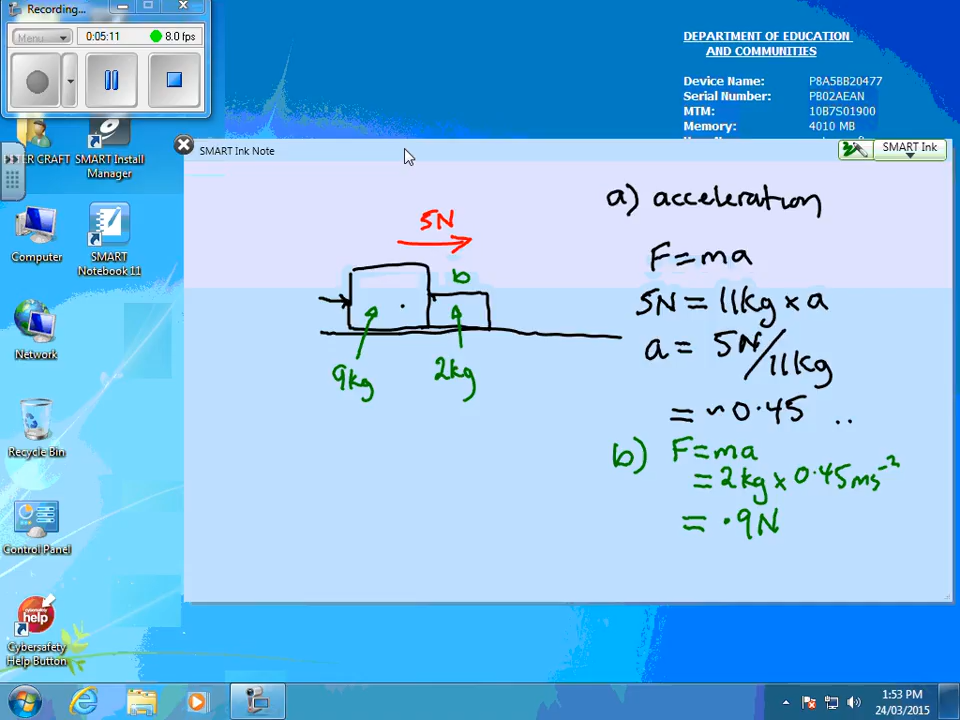 Recording...
Menu
0:05:11
8.0 fps
DEPARTMENT OF EDUCATION
AND COMMUNITIES
Device Name: P8A5BB20477
Serial Number: PB02AEAN
MTM: 10B7S01900
Memory: 4010 MB
ER CRAFT
SMART Install
Manager
SMART Ink Note
SMART Ink
Computer
SMART
Notebook 11
Network
Recycle Bin
Control Panel
help
Cybersafety
Help Button
5N
b
9kg
2kg
a) acceleration
F=ma
5N = 11kg x a
a = 5N/11kg
= ~0.45 ..
b) F=ma
= 2kg x 0.45ms⁻²
= .9N
1:53 PM
24/03/2015